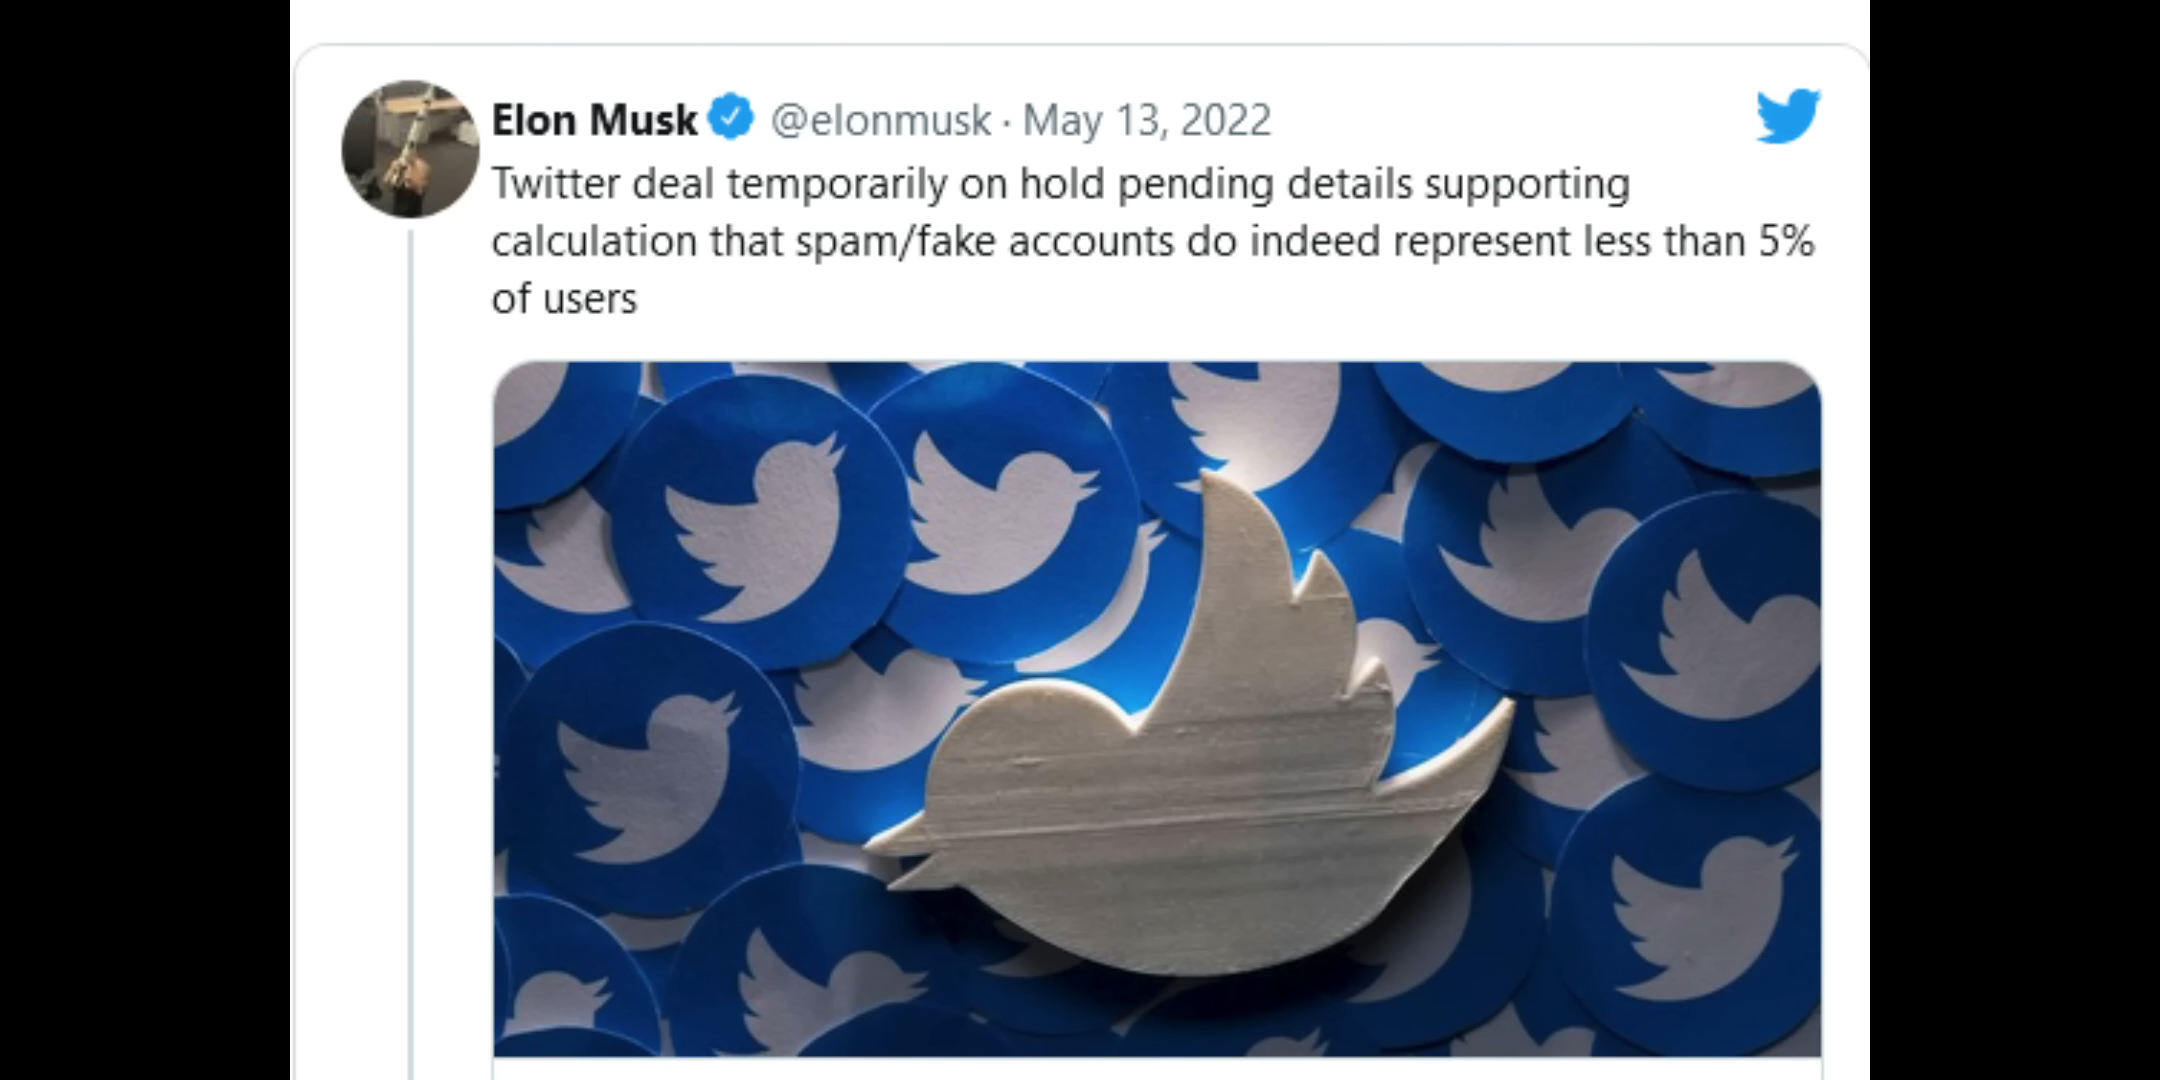 Elon Musk @elonmusk · May 13, 2022
Twitter deal temporarily on hold pending details supporting
calculation that spam/fake accounts do indeed represent less than 5%
of users